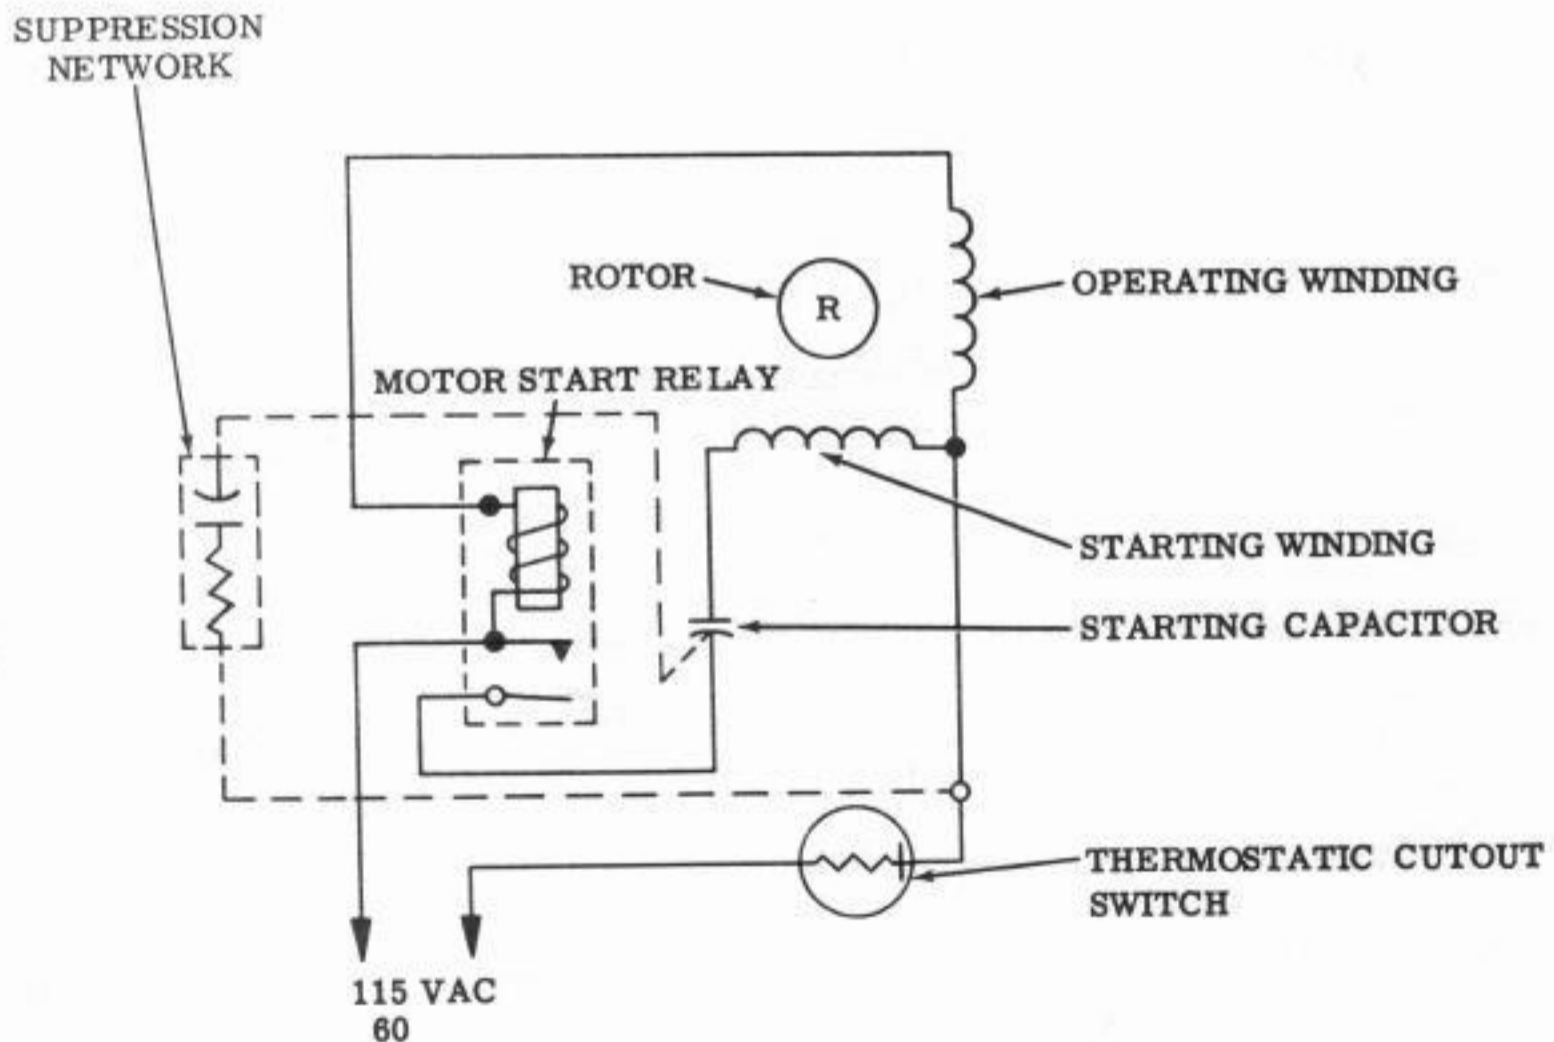 SUPPRESSION
NETWORK
ROTOR
R
OPERATING WINDING
MOTOR START RELAY
STARTING WINDING
STARTING CAPACITOR
THERMOSTATIC CUTOUT
SWITCH
115 VAC
60